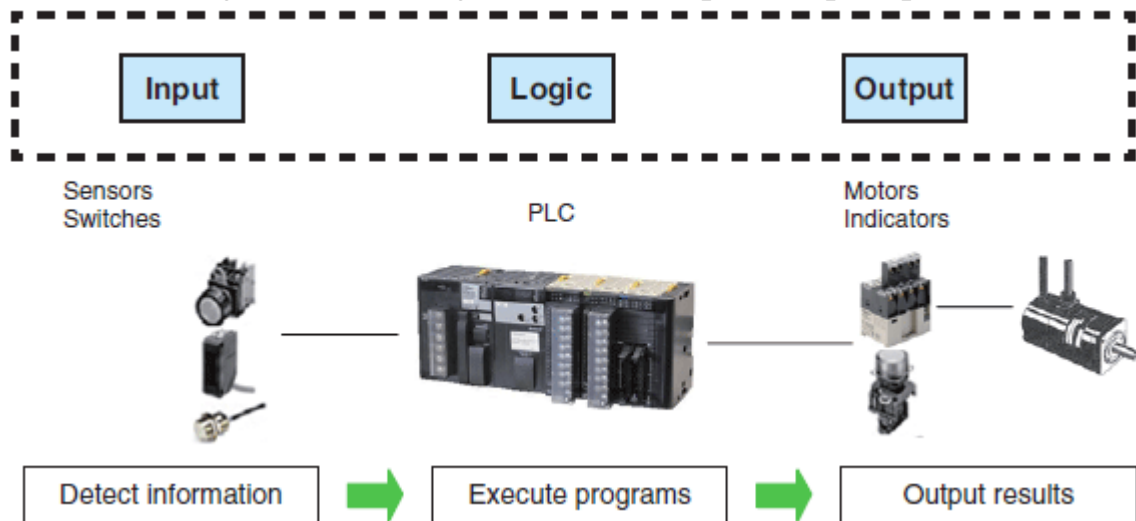 Input
Logic
Output
Sensors
Switches
PLC
Motors
Indicators
Detect information
Execute programs
Output results